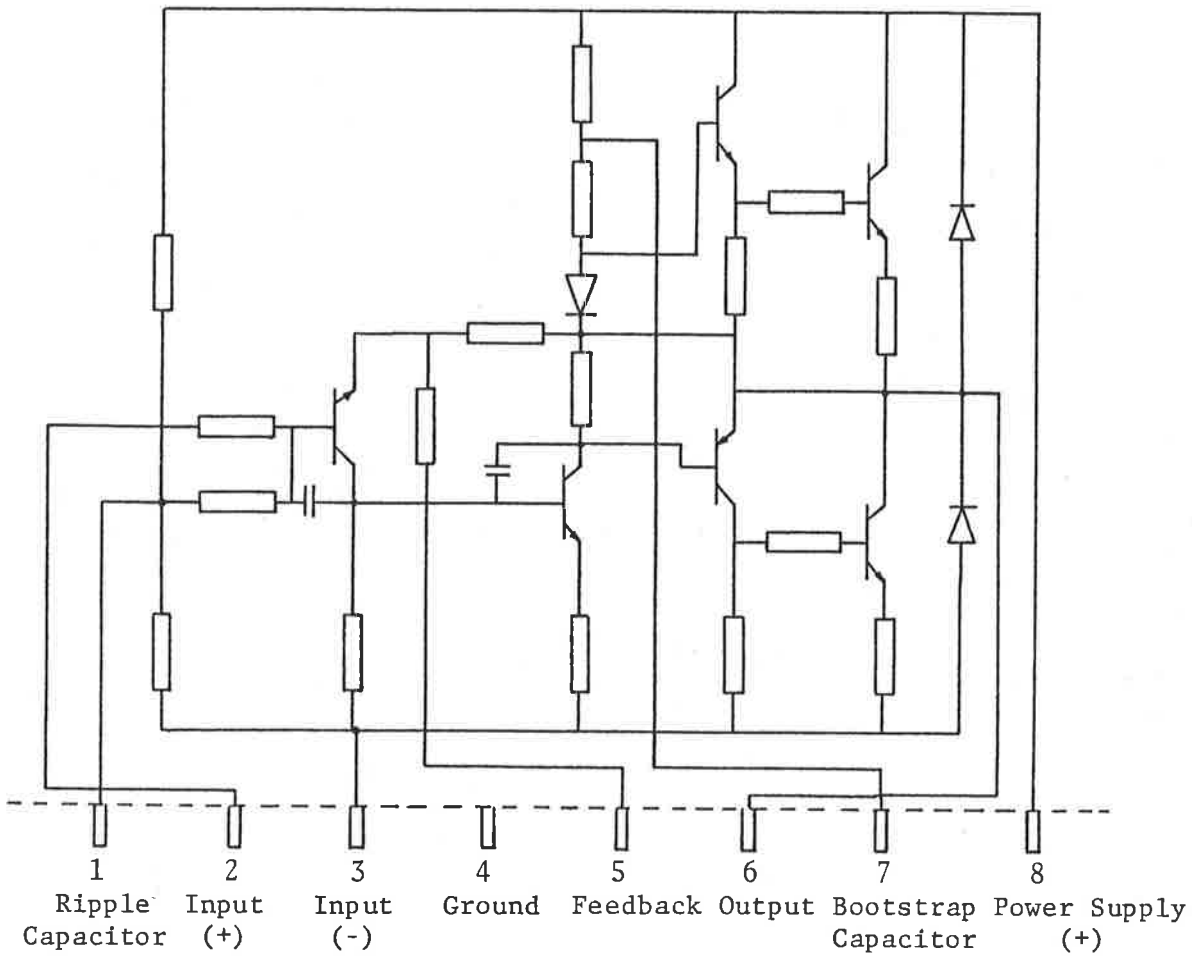 1 2 3 4 5 6 7 8
Ripple Input Input Ground Feedback Output Bootstrap Power Supply
Capacitor (+) (-) Capacitor (+)